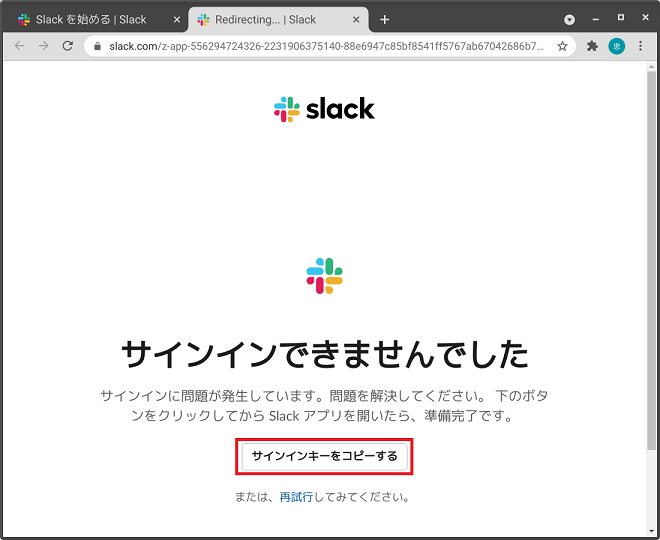 Slack を始める | Slack
Redirecting... | Slack
slack.com/z-app-556294724326-2231906375140-88e6947c85bf8541ff5767ab67042686b7...
忠
slack
サインインできませんでした
サインインに問題が発生しています。問題を解決してください。 下のボタ
ンをクリックしてから Slack アプリを開いたら、準備完了です。
サインインキーをコピーする
または、再試行してみてください。